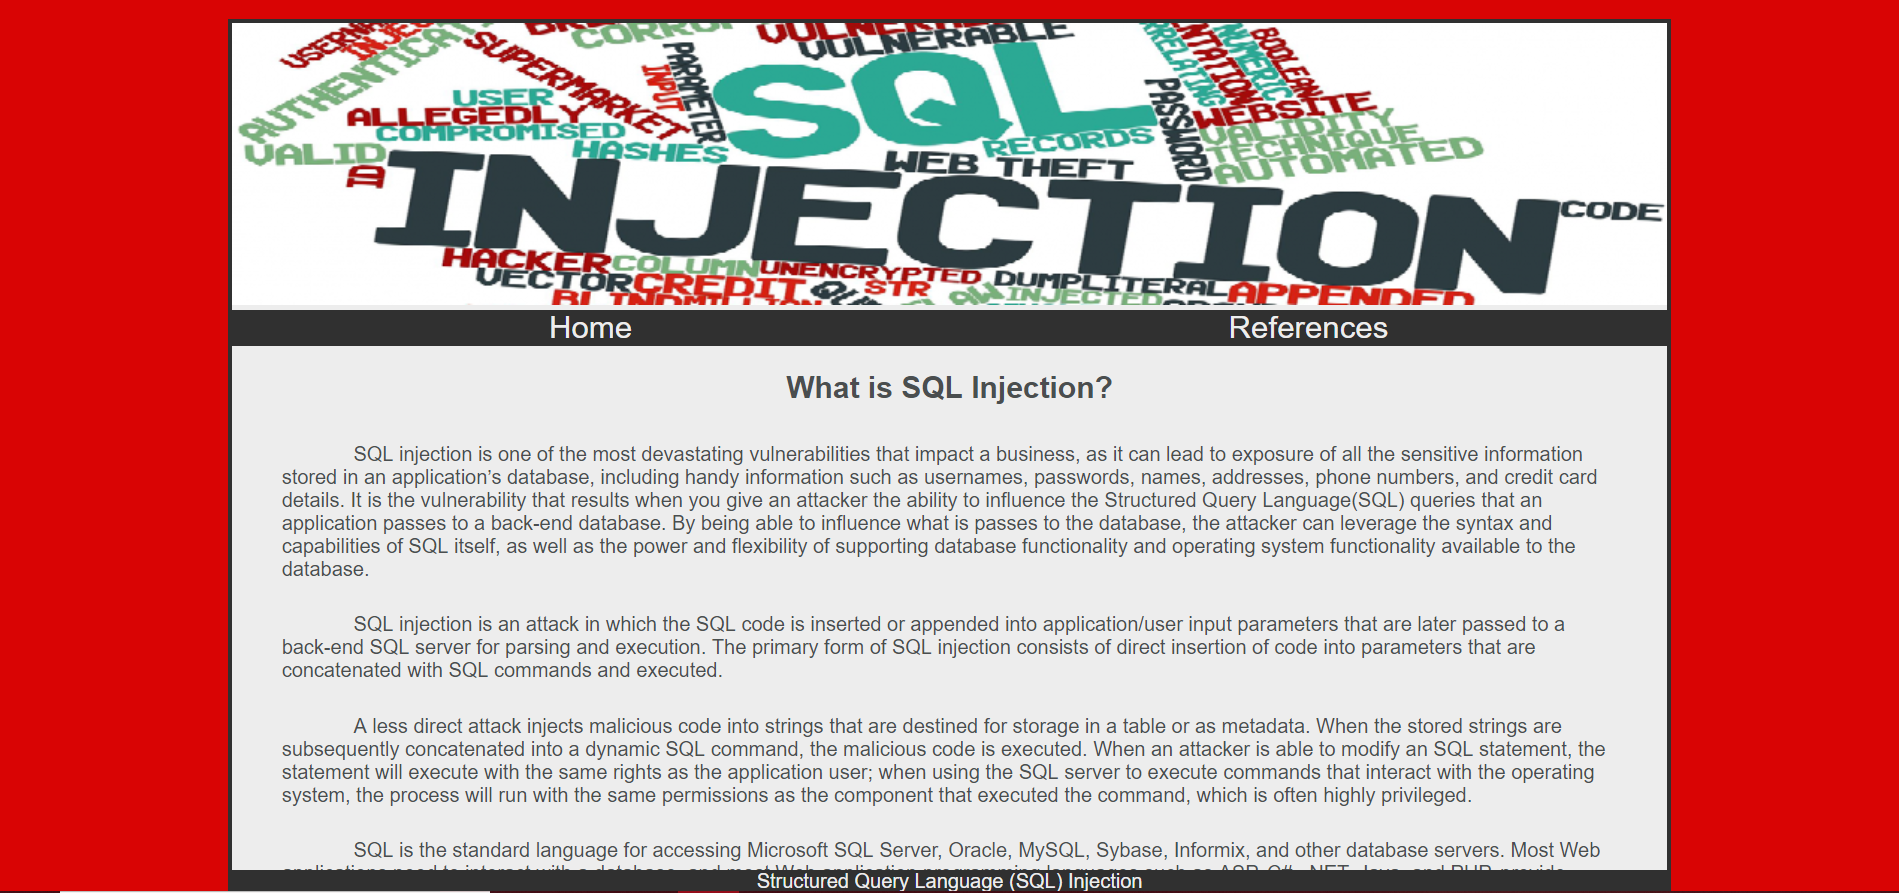 USER
ALLEGEDLY
COMPROMISED
VALID
HASHES
ID
SUPERMARKET
INPUT
PARAMETER
VULNERABLE
SQL
RECORDS
WEB THEFT
PASSWORD
NUMERIC
BOOLEAN
WEBSITE
VALIDITY
TECHNIQUE
AUTOMATED
INJECTION
CODE
HACKER
COLUMN
UNENCRYPTED
VECTOR
CREDIT
STR
DUMP
LITERAL
INJECTED
APPENDED
Home References
What is SQL Injection?
SQL injection is one of the most devastating vulnerabilities that impact a business, as it can lead to exposure of all the sensitive information
stored in an application’s database, including handy information such as usernames, passwords, names, addresses, phone numbers, and credit card
details. It is the vulnerability that results when you give an attacker the ability to influence the Structured Query Language(SQL) queries that an
application passes to a back-end database. By being able to influence what is passes to the database, the attacker can leverage the syntax and
capabilities of SQL itself, as well as the power and flexibility of supporting database functionality and operating system functionality available to the
database.
SQL injection is an attack in which the SQL code is inserted or appended into application/user input parameters that are later passed to a
back-end SQL server for parsing and execution. The primary form of SQL injection consists of direct insertion of code into parameters that are
concatenated with SQL commands and executed.
A less direct attack injects malicious code into strings that are destined for storage in a table or as metadata. When the stored strings are
subsequently concatenated into a dynamic SQL command, the malicious code is executed. When an attacker is able to modify an SQL statement, the
statement will execute with the same rights as the application user; when using the SQL server to execute commands that interact with the operating
system, the process will run with the same permissions as the component that executed the command, which is often highly privileged.
SQL is the standard language for accessing Microsoft SQL Server, Oracle, MySQL, Sybase, Informix, and other database servers. Most Web
Structured Query Language (SQL) Injection